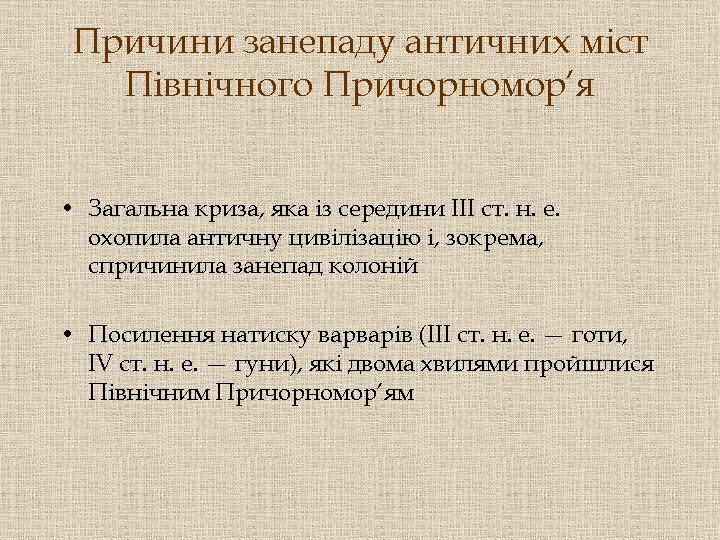 Причини занепаду античних міст
Північного Причорномор’я
• Загальна криза, яка із середини III ст. н. е.
охопила античну цивілізацію і, зокрема,
спричинила занепад колоній
• Посилення натиску варварів (III ст. н. е. — готи,
IV ст. н. е. — гуни), які двома хвилями пройшлися
Північним Причорномор’ям